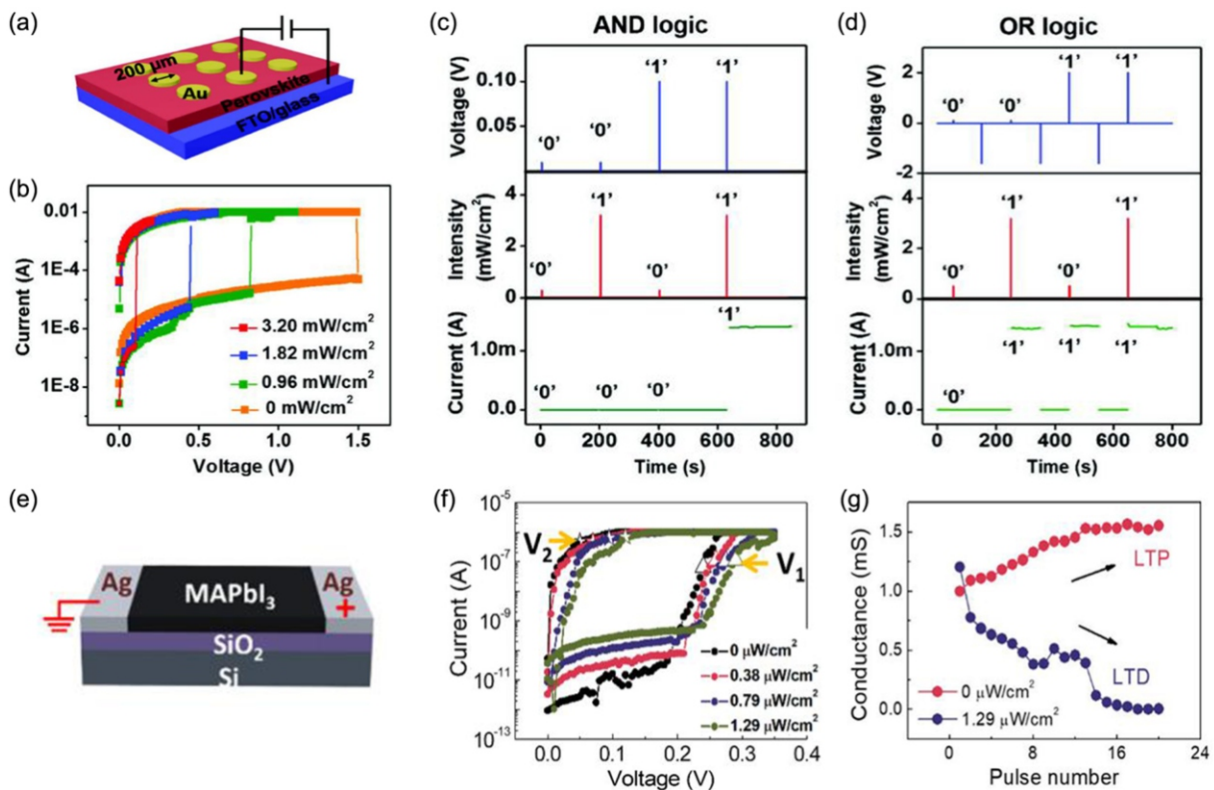 (a)
200 μm
Au
Perovskite
FTO/glass
(b)
Current (A)
0.01
1E-4
1E-6
1E-8
3.20 mW/cm²
1.82 mW/cm²
0.96 mW/cm²
0 mW/cm²
0.0 0.5 1.0 1.5
Voltage (V)
(c)
AND logic
Voltage (V)
0.10
0.05
'0' '0' '1' '1'
Intensity (mW/cm²)
4
2
0
'0' '1' '0' '1'
Current (A)
1.0m
0.0
'0' '0' '0' '1'
0 200 400 600 800
Time (s)
(d)
OR logic
Voltage (V)
2
0
-2
'0' '0' '1' '1'
Intensity (mW/cm²)
4
2
0
'0' '1' '0' '1'
Current (A)
1.0m
0.0
'0' '1' '1' '1'
0 200 400 600 800
Time (s)
(e)
Ag
MAPbI₃
Ag
+
SiO₂
Si
(f)
Current (A)
10⁻⁵
10⁻⁷
10⁻⁹
10⁻¹¹
10⁻¹³
V₂
V₁
0 μW/cm²
0.38 μW/cm²
0.79 μW/cm²
1.29 μW/cm²
0.0 0.1 0.2 0.3 0.4
Voltage (V)
(g)
Conductance (mS)
1.5
1.0
0.5
0.0
LTP
LTD
0 μW/cm²
1.29 μW/cm²
0 8 16 24
Pulse number